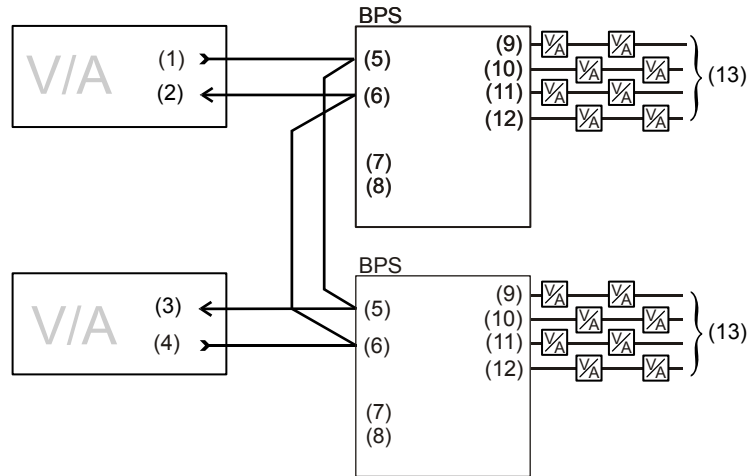 BPS
V/A
(1)
(2)
(5)
(6)
(7)
(8)
(9)
(10)
(11)
(12)
V/A V/A
V/A V/A
V/A V/A
V/A V/A
(13)
BPS
V/A
(3)
(4)
(5)
(6)
(7)
(8)
(9)
(10)
(11)
(12)
V/A V/A
V/A V/A
V/A V/A
V/A V/A
(13)